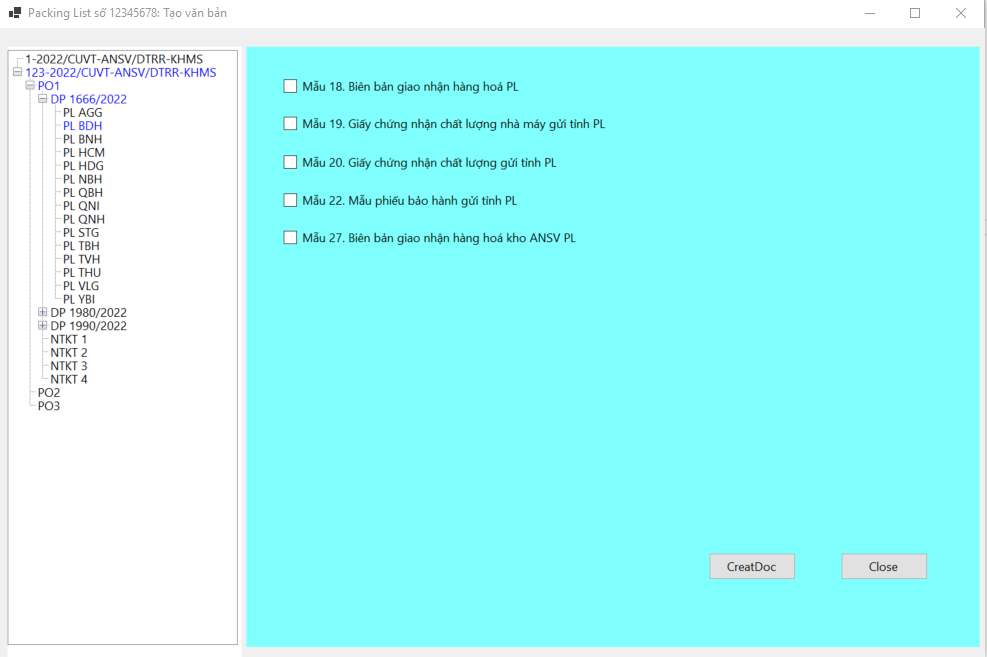 Packing List số 12345678: Tạo văn bản
1-2022/CUVT-ANSV/DTRR-KHMS
123-2022/CUVT-ANSV/DTRR-KHMS
PO1
DP 1666/2022
PL AGG
PL BDH
PL BNH
PL HCM
PL HDG
PL NBH
PL QBH
PL QNI
PL QNH
PL STG
PL TBH
PL TVH
PL THU
PL VLG
PL YBI
DP 1980/2022
DP 1990/2022
NTKT 1
NTKT 2
NTKT 3
NTKT 4
PO2
PO3
Mẫu 18. Biên bản giao nhận hàng hoá PL
Mẫu 19. Giấy chứng nhận chất lượng nhà máy gửi tỉnh PL
Mẫu 20. Giấy chứng nhận chất lượng gửi tỉnh PL
Mẫu 22. Mẫu phiếu bảo hành gửi tỉnh PL
Mẫu 27. Biên bản giao nhận hàng hoá kho ANSV PL
CreatDoc
Close